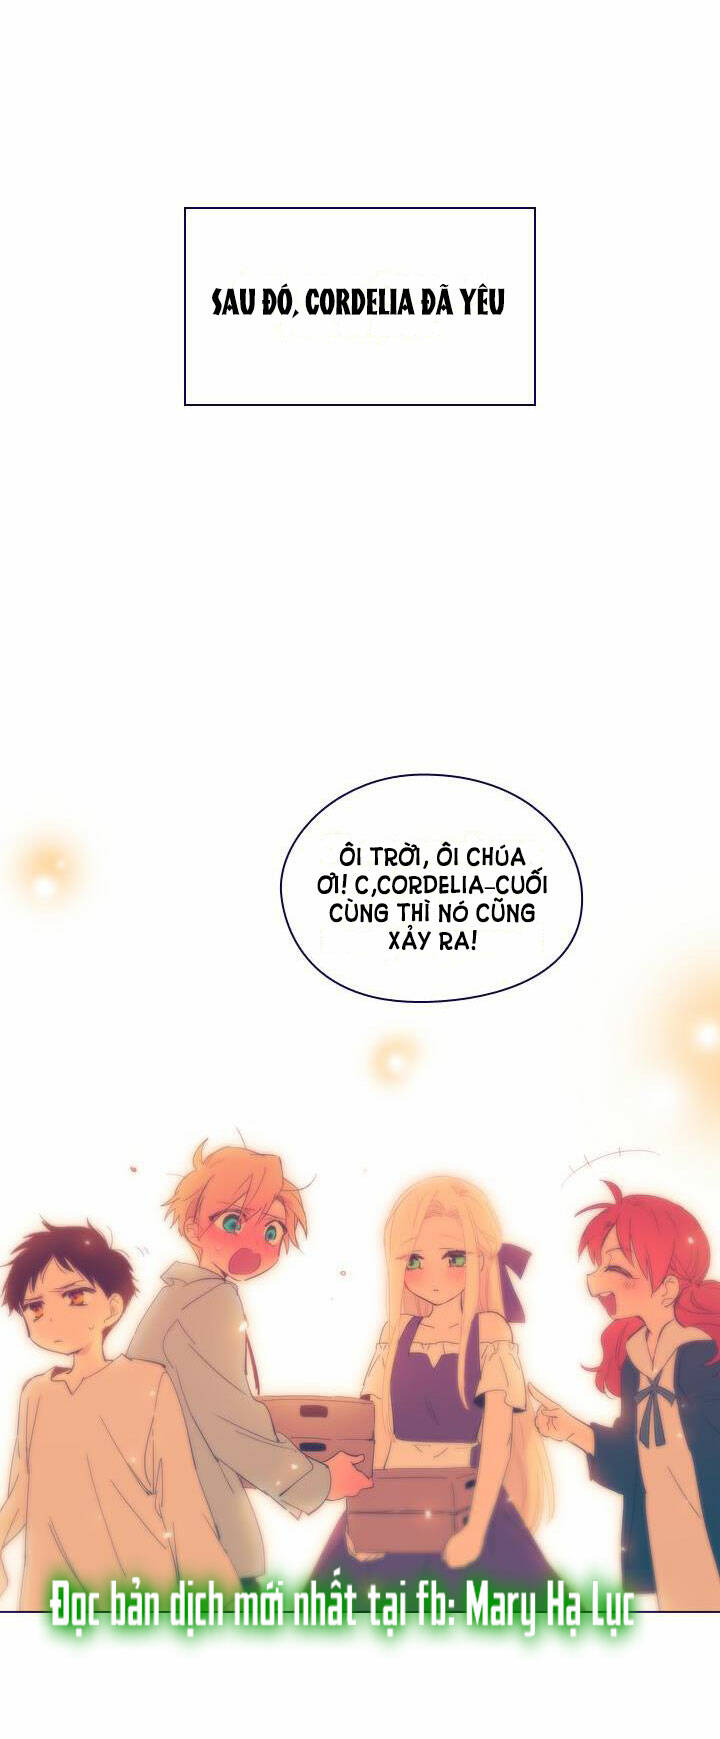 SAU ĐÓ, CORDELIA ĐÃ YÊU
ÔI TRỜI, ÔI CHÚA
ƠI! C,CORDELIA-CUỐI
CÙNG THÌ NÓ CŨNG
XẢY RA!
Đọc bản dịch mới nhất tại fb: Mary Hạ Lục